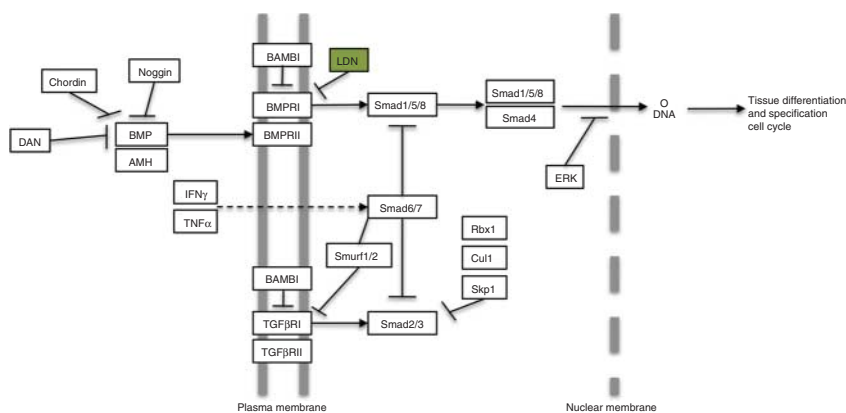 BAMBI
LDN
Chordin
Noggin
BMPRI
Smad1/5/8
Smad1/5/8
Smad4
O
DNA
Tissue differentiation
and specification
cell cycle
DAN
BMP
AMH
BMPRII
ERK
IFNγ
TNFα
Smad6/7
Rbx1
Cul1
Skp1
Smurf1/2
BAMBI
TGFβRI
Smad2/3
TGFβRII
Plasma membrane
Nuclear membrane